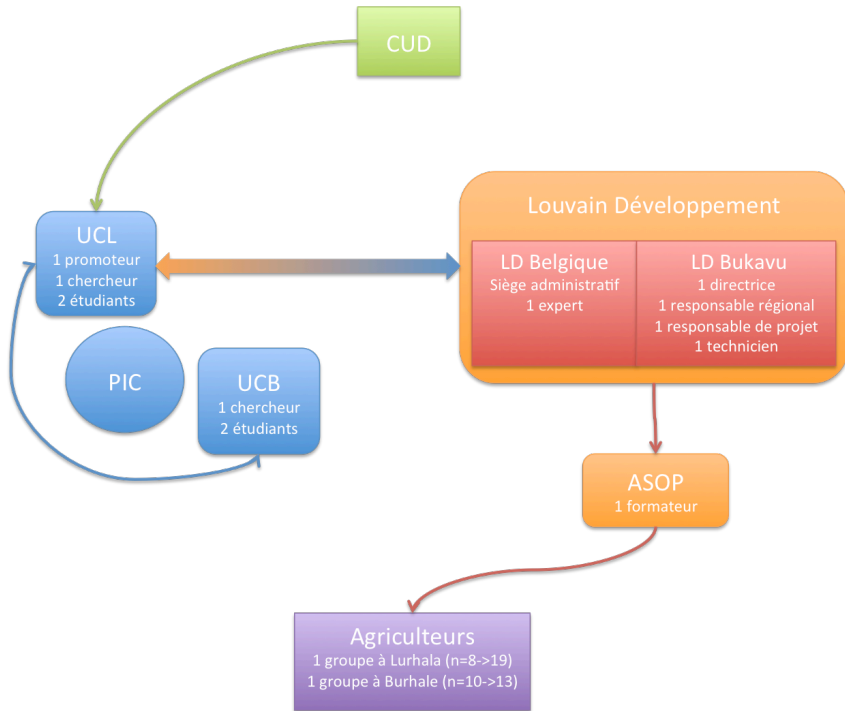 CUD
UCL
1 promoteur
1 chercheur
2 étudiants
Louvain Développement
LD Belgique
Siège administratif
1 expert
LD Bukavu
1 directrice
1 responsable régional
1 responsable de projet
1 technicien
PIC
UCB
1 chercheur
2 étudiants
ASOP
1 formateur
Agriculteurs
1 groupe à Lurhala (n=8->19)
1 groupe à Burhale (n=10->13)